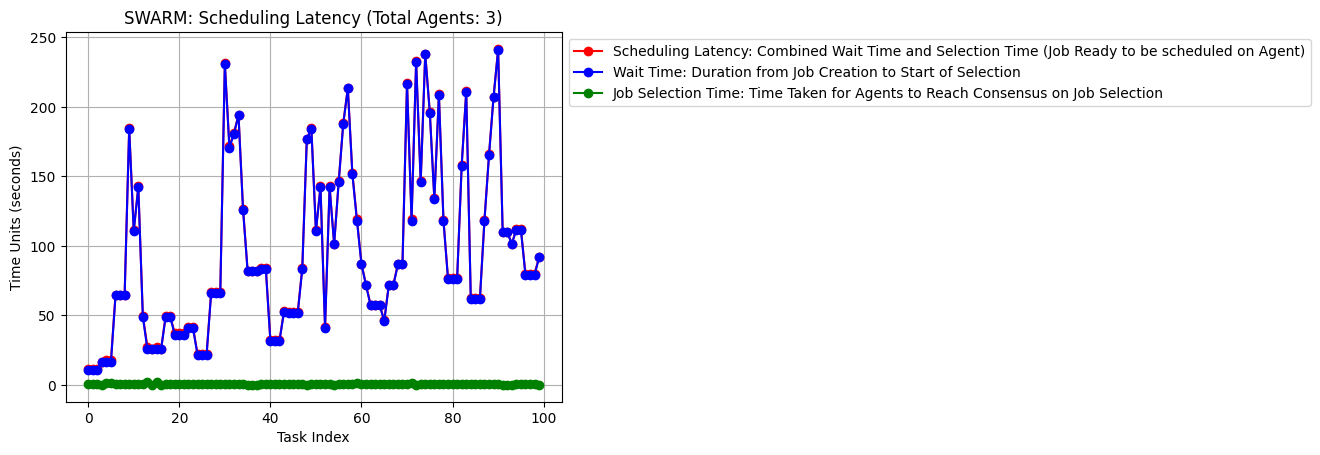 SWARM: Scheduling Latency (Total Agents: 3)
Scheduling Latency: Combined Wait Time and Selection Time (Job Ready to be scheduled on Agent)
Wait Time: Duration from Job Creation to Start of Selection
Job Selection Time: Time Taken for Agents to Reach Consensus on Job Selection
Time Units (seconds)
250
200
150
100
50
0
0 20 40 60 80 100
Task Index